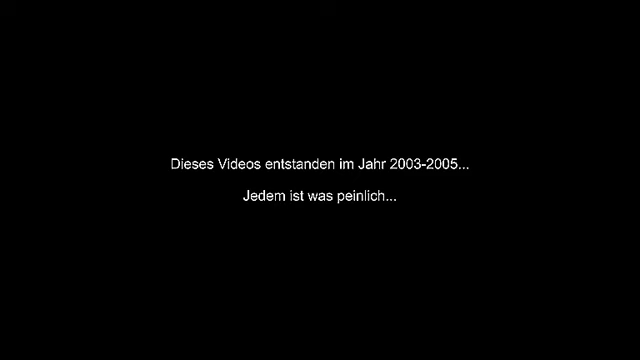 Dieses Videos entstanden im Jahr 2003-2005...
Jedem ist was peinlich...